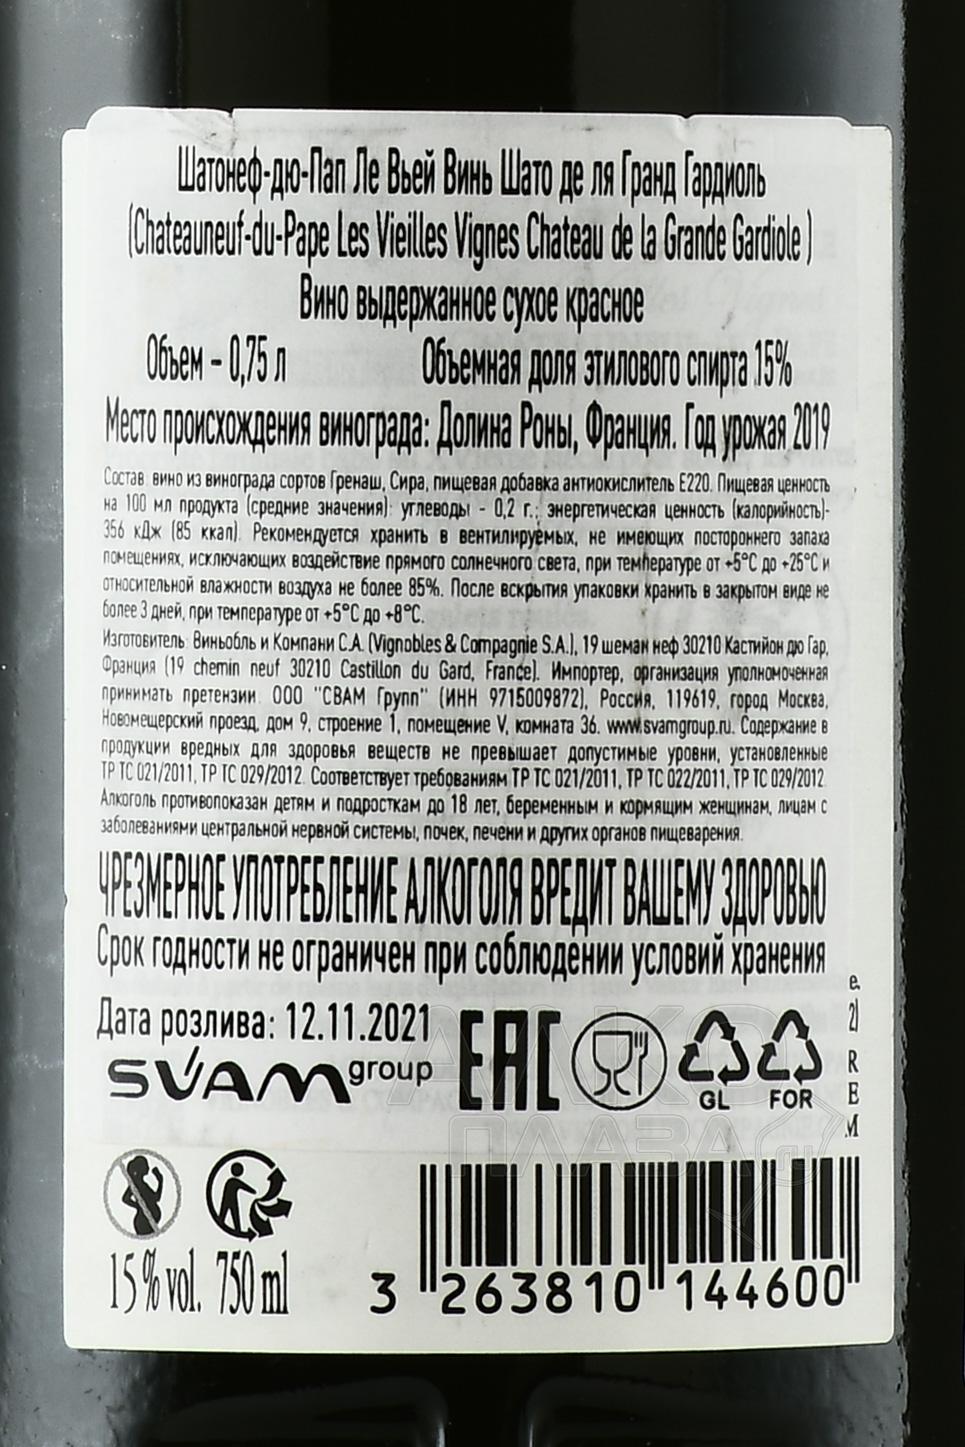 Шатонеф-дю-Пап Ле Вьей Винь Шато де ля Гранд Гардиоль
(Chateauneuf-du-Pape Les Vieilles Vignes Chateau de la Grande Gardiole )
Вино выдержанное сухое красное
Объем – 0,75 л Объемная доля этилового спирта 15%
Место происхождения винограда: Долина Роны, Франция. Год урожая 2019
Состав: вино из винограда сортов Гренаш, Сира, пищевая добавка антиокислитель Е220. Пищевая ценность
на 100 мл продукта (средние значения): углеводы - 0,2 г.; энергетическая ценность (калорийность)-
356 кДж (85 ккал). Рекомендуется хранить в вентилируемых, не имеющих постороннего запаха
помещениях, исключающих воздействие прямого солнечного света, при температуре от +5°C до +25°C и
относительной влажности воздуха не более 85%. После вскрытия упаковки хранить в закрытом виде не
более 3 дней, при температуре от +5°C до +8°C.
Изготовитель: Виньобль и Компани С.А. (Vignobles & Compagnie S.A.), 19 шеман неф 30210 Кастийон дю Гар,
Франция (19 chemin neuf 30210 Castillon du Gard, France). Импортер, организация уполномоченная
принимать претензии: ООО "СВАМ Групп" (ИНН 9715009872), Россия, 119619, город Москва,
Новомещерский проезд, дом 9, строение 1, помещение V, комната 36. www.svamgroup.ru. Содержание в
продукции вредных для здоровья веществ не превышает допустимые уровни, установленные
ТР ТС 021/2011, ТР ТС 029/2012. Соответствует требованиям ТР ТС 021/2011, ТР ТС 022/2011, ТР ТС 029/2012.
Алкоголь противопоказан детям и подросткам до 18 лет, беременным и кормящим женщинам, лицам с
заболеваниями центральной нервной системы, почек, печени и других органов пищеварения.
ЧРЕЗМЕРНОЕ УПОТРЕБЛЕНИЕ АЛКОГОЛЯ ВРЕДИТ ВАШЕМУ ЗДОРОВЬЮ
Срок годности не ограничен при соблюдении условий хранения
Дата розлива: 12.11.2021
SVAM group EAC GL FOR
АЛКО
ПЛАЗА
15 % vol. 750 ml
3 263810 144600